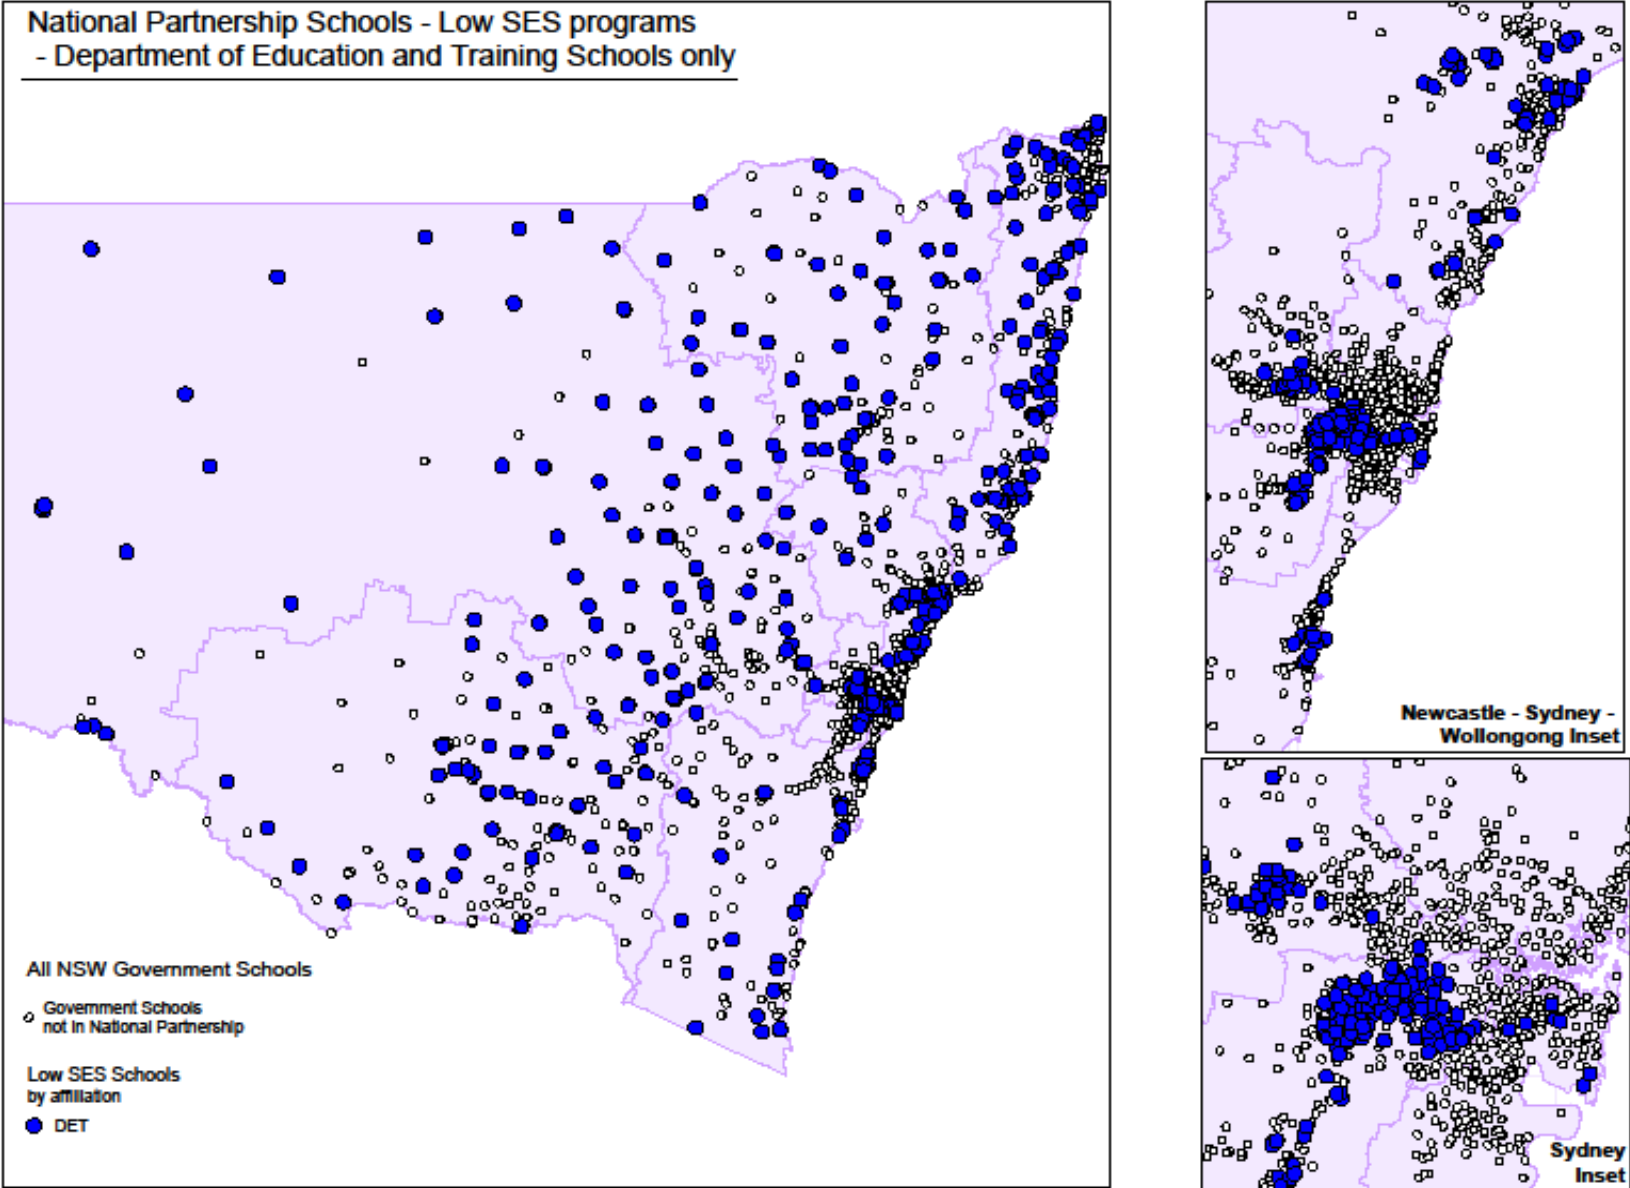 National Partnership Schools - Low SES programs
- Department of Education and Training Schools only
All NSW Government Schools
Government Schools
not in National Partnership
Low SES Schools
by affiliation
DET
Newcastle - Sydney -
Wollongong Inset
Sydney
Inset